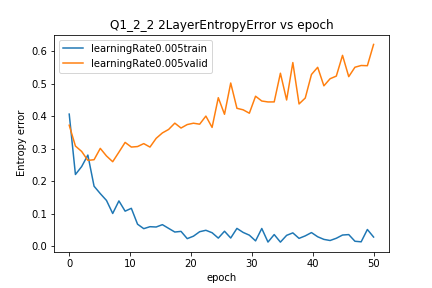 Q1_2_2 2LayerEntropyError vs epoch
learningRate0.005train
learningRate0.005valid
Entropy error
0.6
0.5
0.4
0.3
0.2
0.1
0.0
0 10 20 30 40 50
epoch